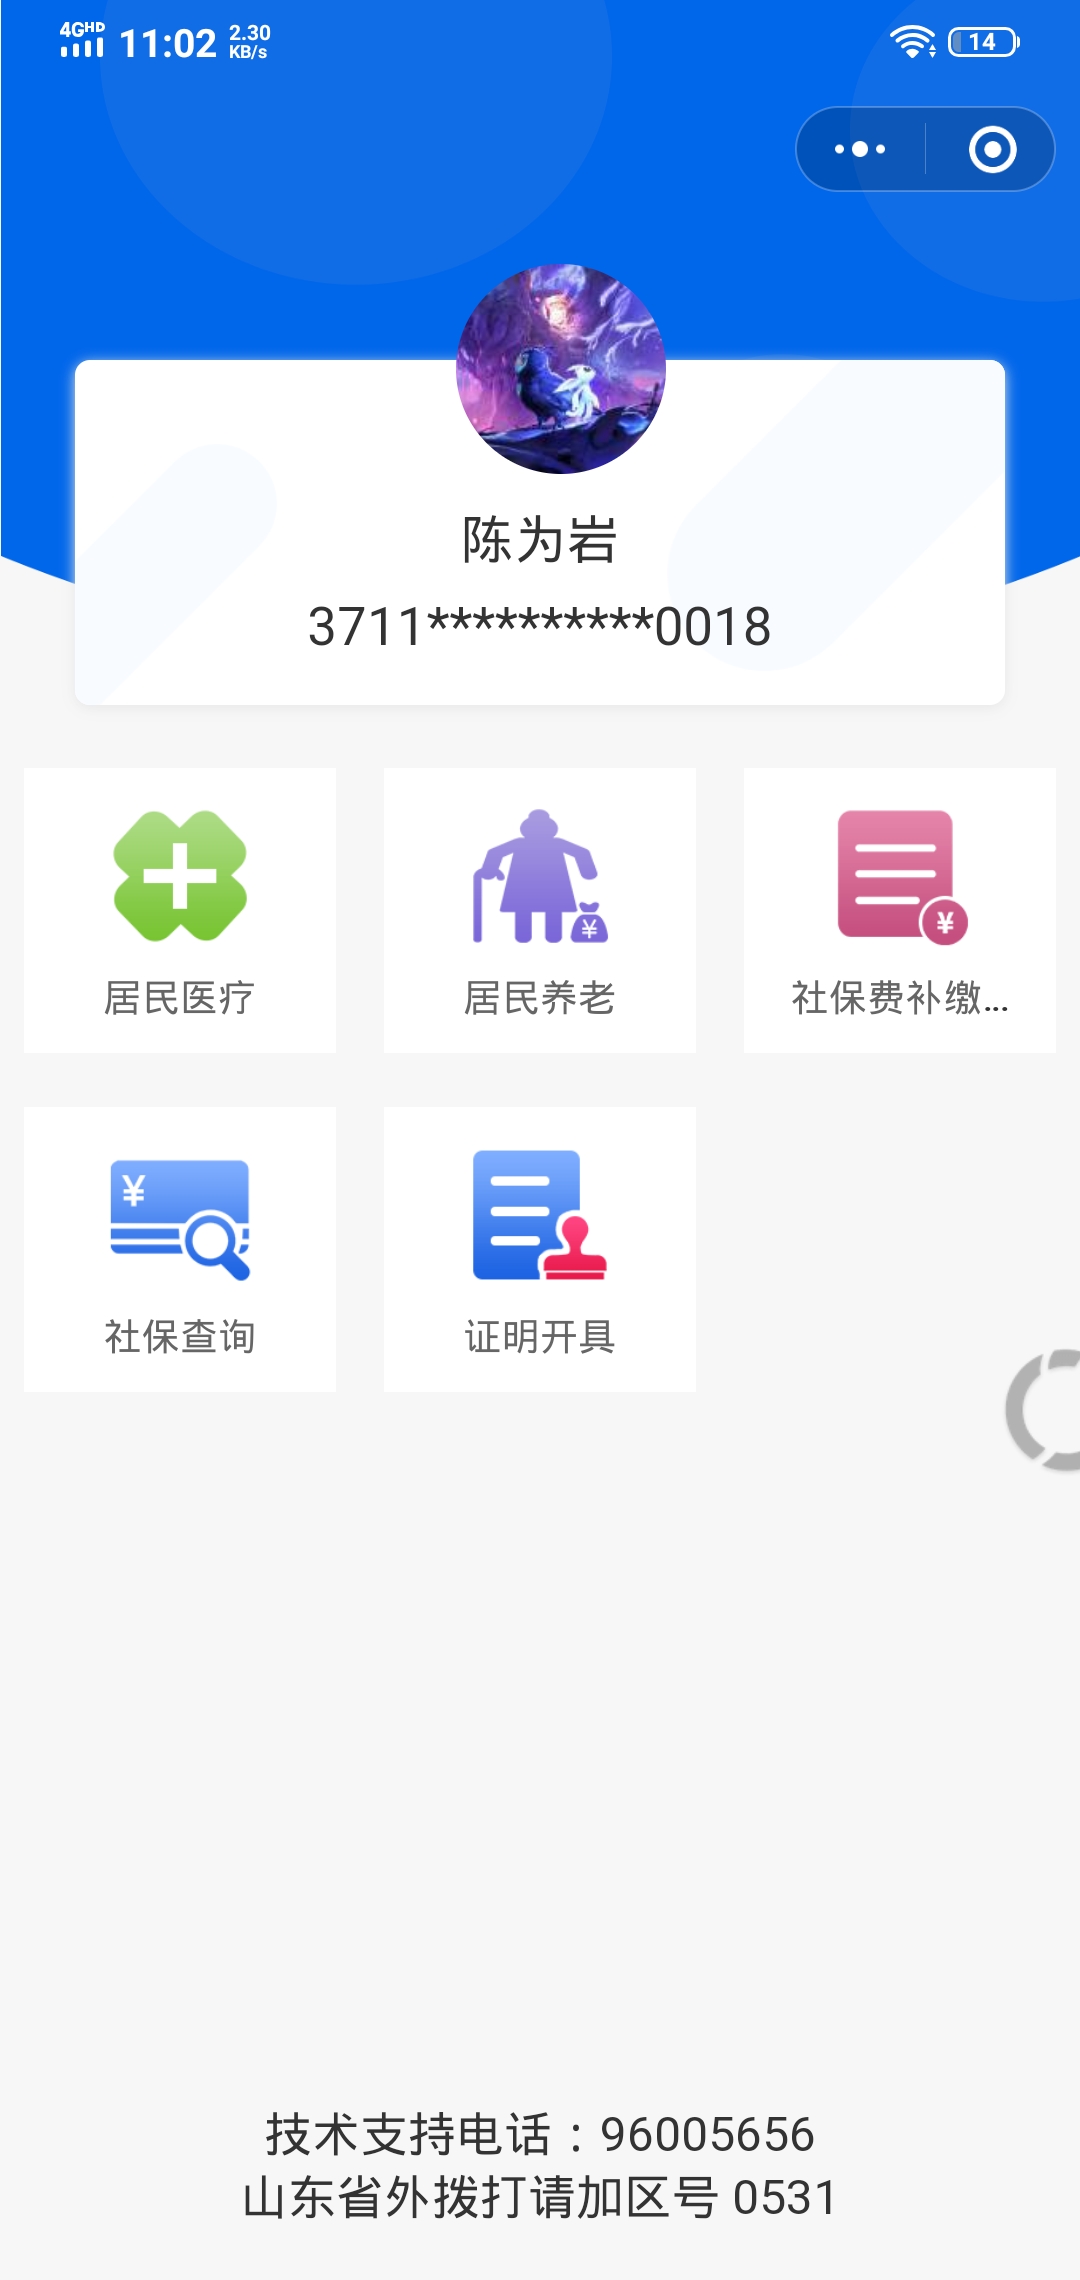 4GHD 11:02 2.30 KB/s 14
陈为岩
3711**********0018
居民医疗 居民养老 社保费补缴...
社保查询 证明开具
技术支持电话：96005656
山东省外拨打请加区号 0531